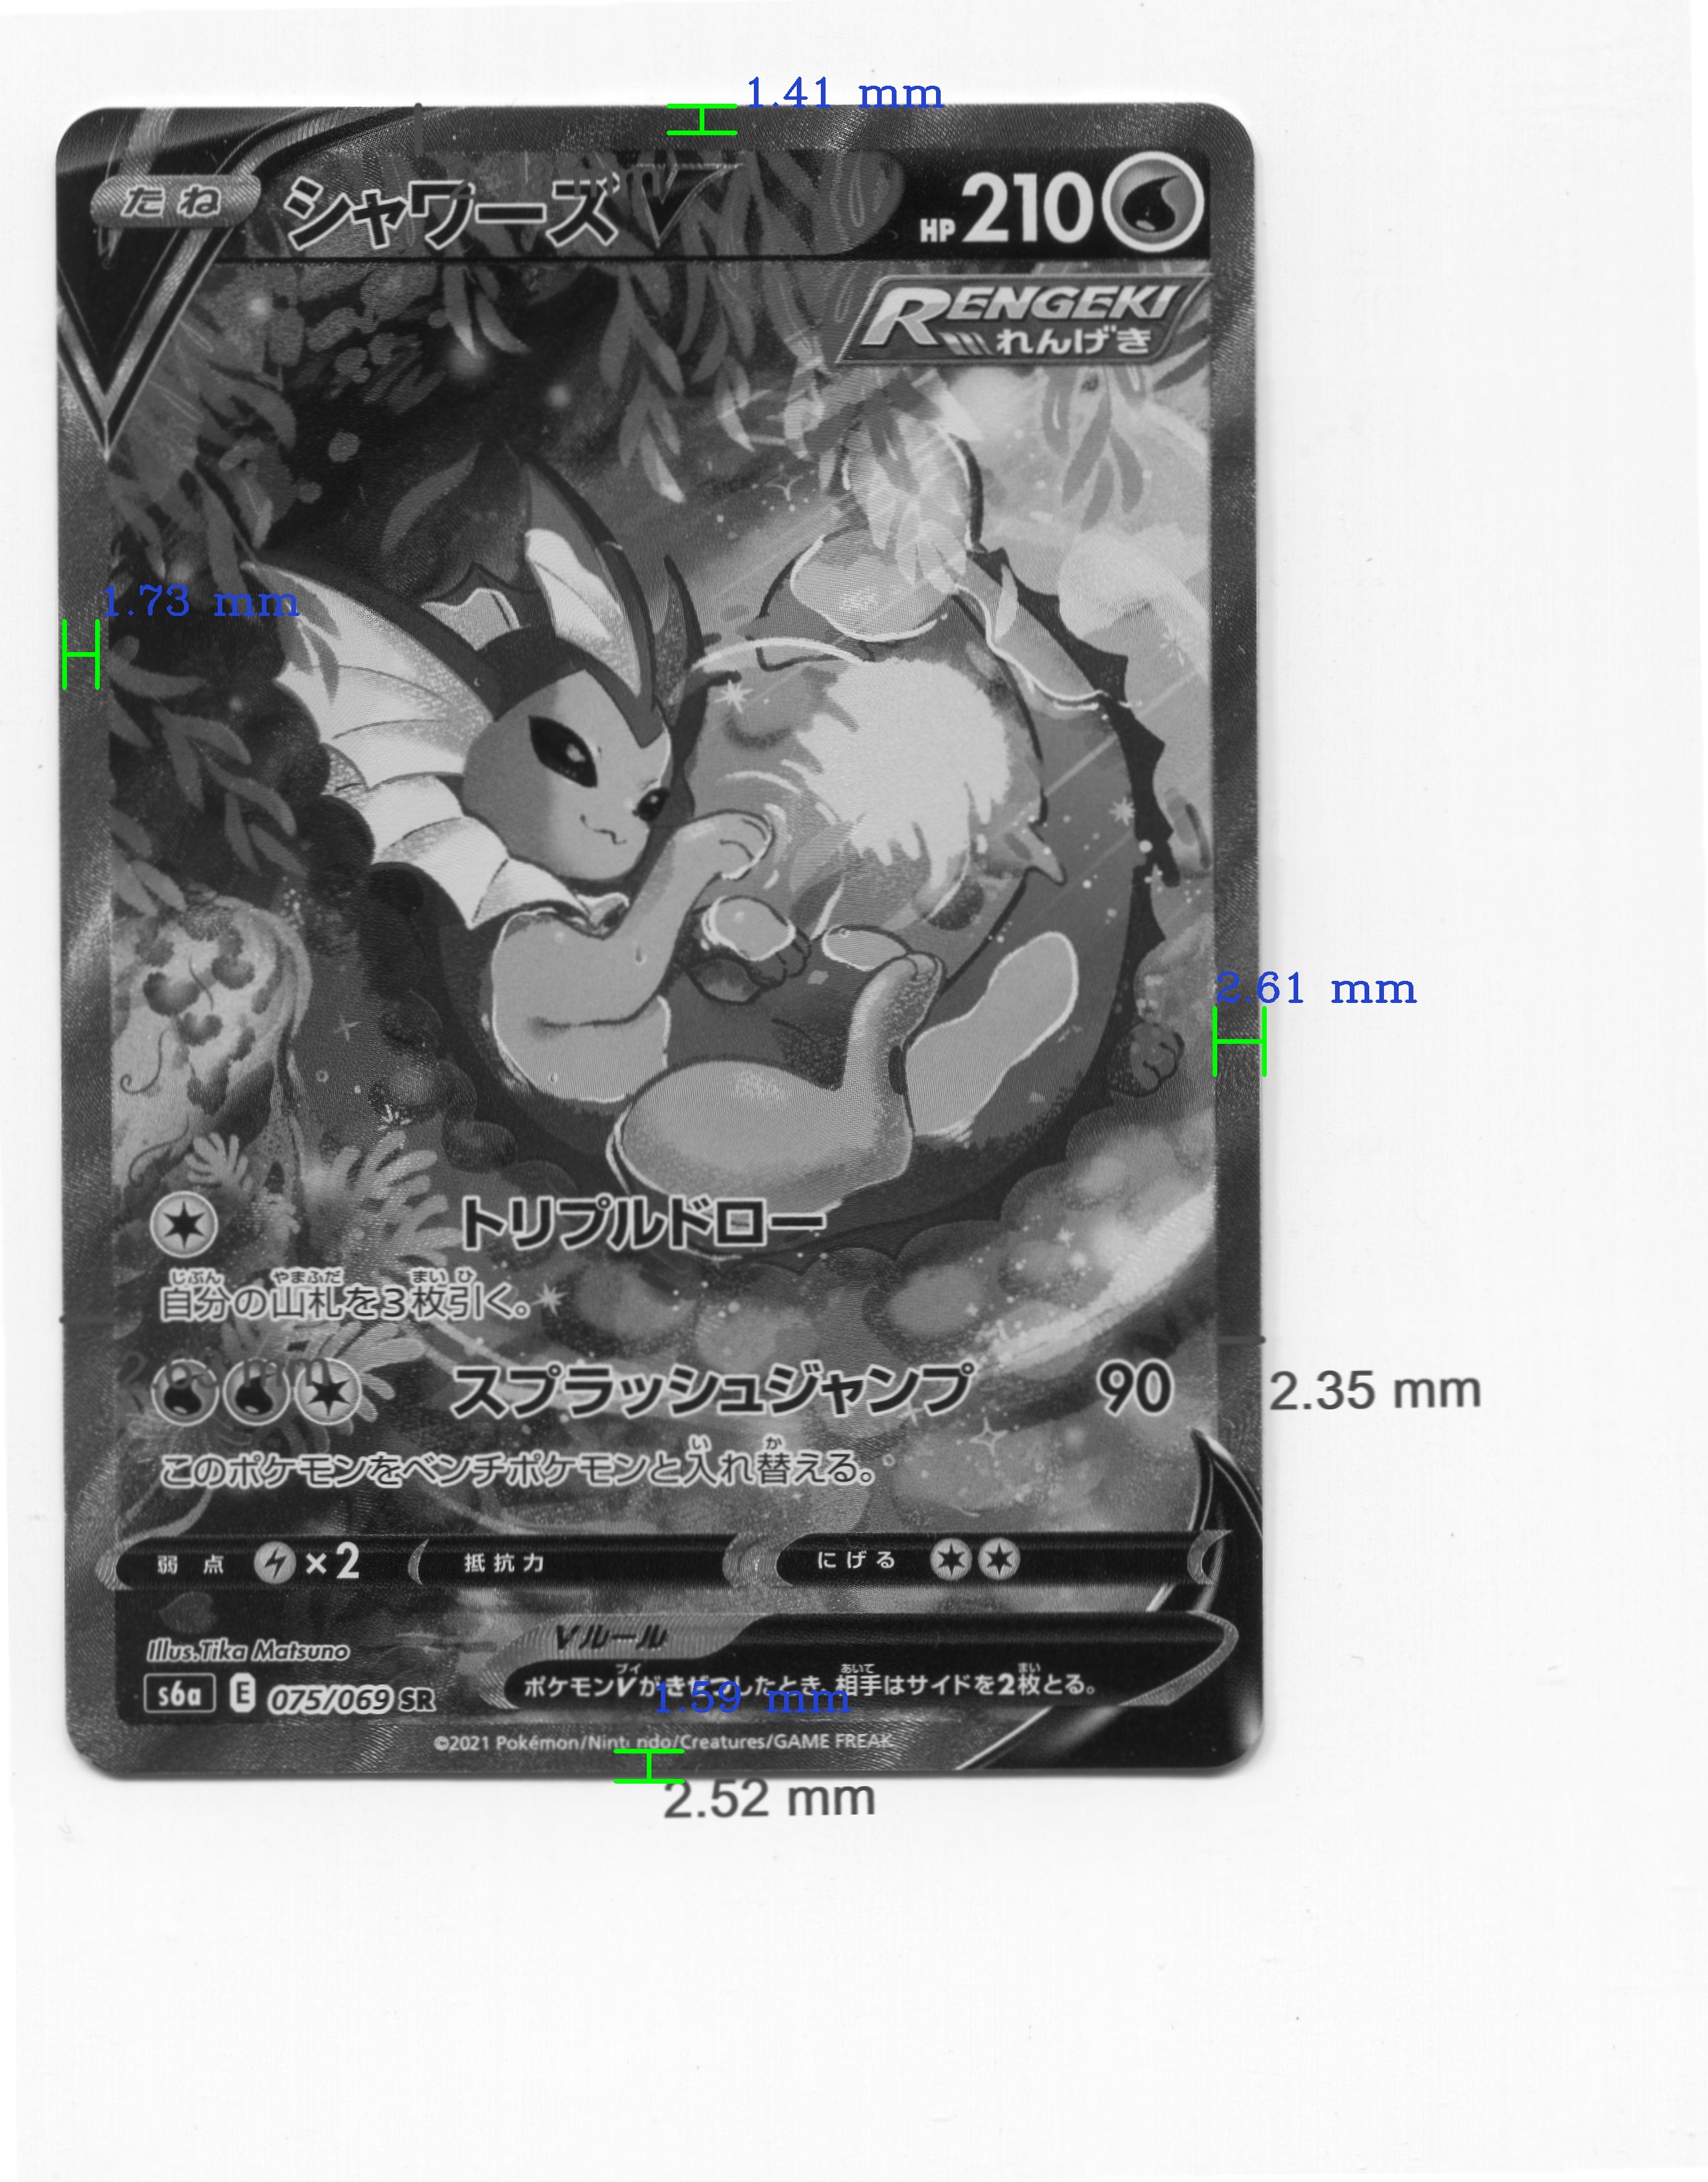 1.41 mm
たね シャワーズV HP210
RENGEKI
れんげき
1.73 mm
2.61 mm
トリプルドロー
じぶん やまふだ まい ひ
自分の山札を3枚引く。
2.63 mm
スプラッシュジャンプ 90
2.35 mm
い か
このポケモンをベンチポケモンと入れ替える。
弱点 ×2 抵抗力 にげる
Vルール
Illus.Tika Matsuno
ブイ あいて まい
ポケモンVがきぜつしたとき、相手はサイドを2枚とる。
s6a E 075/069 SR
1.59 mm
©2021 Pokémon/Nintendo/Creatures/GAME FREAK
2.52 mm